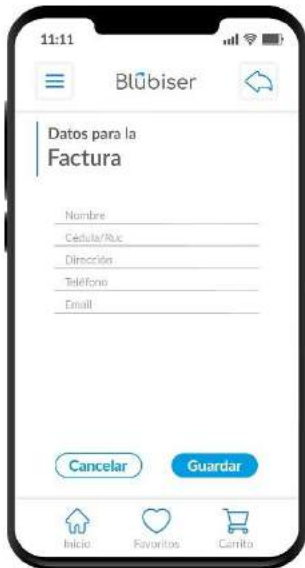 11:11
Blūbiser
Datos para la
Factura
Nombre
Cédula/Ruc
Dirección
Teléfono
Email
Cancelar
Guardar
Inicio
Favoritos
Carrito